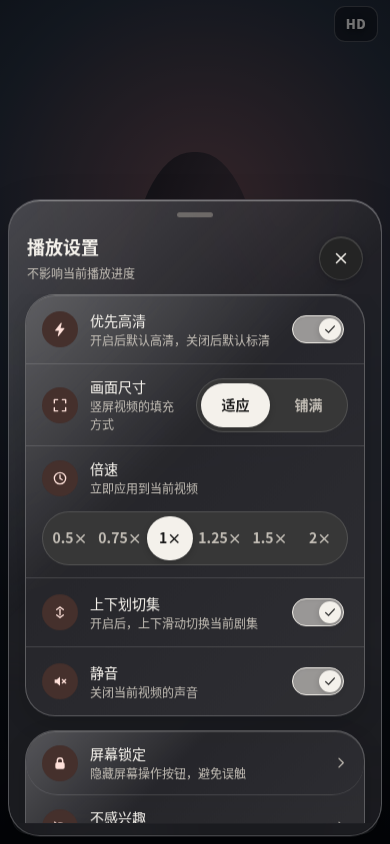 HD
播放设置
不影响当前播放进度
优先高清
开启后默认高清，关闭后默认标清
画面尺寸
竖屏视频的填充
方式
适应 铺满
倍速
立即应用到当前视频
0.5× 0.75× 1× 1.25× 1.5× 2×
上下划切集
开启后，上下滑动切换当前剧集
静音
关闭当前视频的声音
屏幕锁定
隐藏屏幕操作按钮，避免误触
不感兴趣